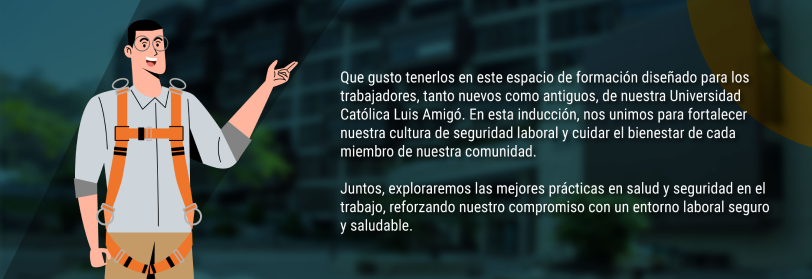 Que gusto tenerlos en este espacio de formación diseñado para los
trabajadores, tanto nuevos como antiguos, de nuestra Universidad
Católica Luis Amigó. En esta inducción, nos unimos para fortalecer
nuestra cultura de seguridad laboral y cuidar el bienestar de cada
miembro de nuestra comunidad.
Juntos, exploraremos las mejores prácticas en salud y seguridad en el
trabajo, reforzando nuestro compromiso con un entorno laboral seguro
y saludable.